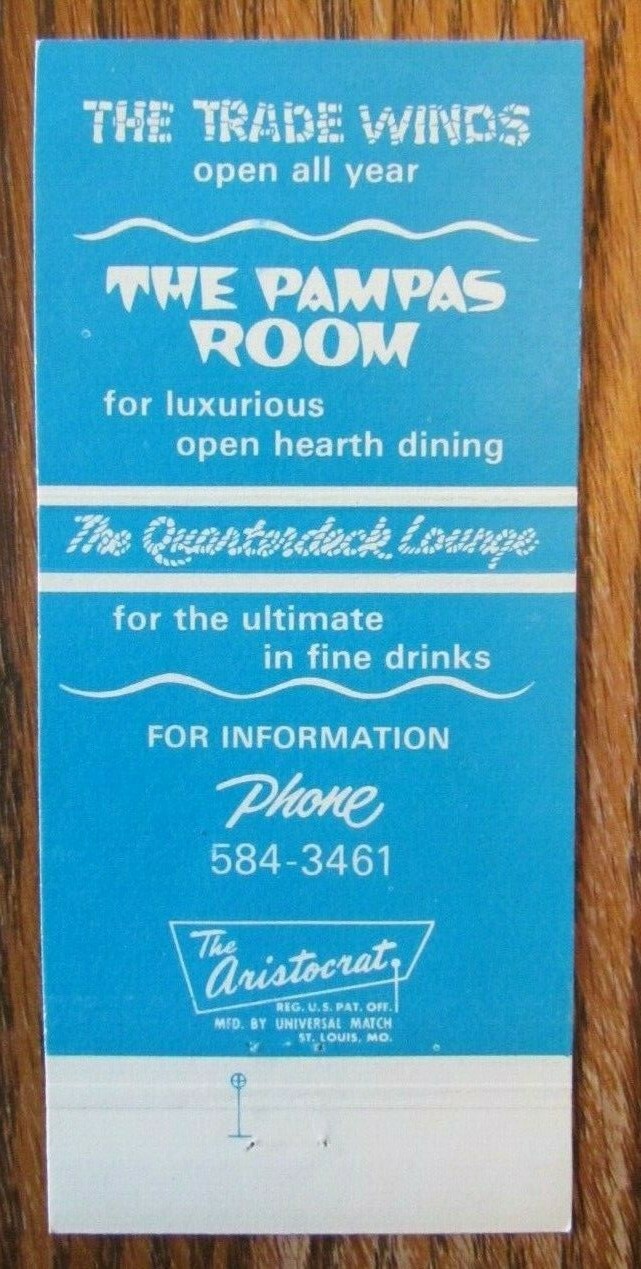 THE TRADE WINDS
open all year
THE PAMPAS
ROOM
for luxurious
open hearth dining
The Quarterdeck Lounge
for the ultimate
in fine drinks
FOR INFORMATION
Phone
584-3461
The
Aristocrat
REG. U.S. PAT. OFF.
MFD. BY UNIVERSAL MATCH
ST. LOUIS, MO.